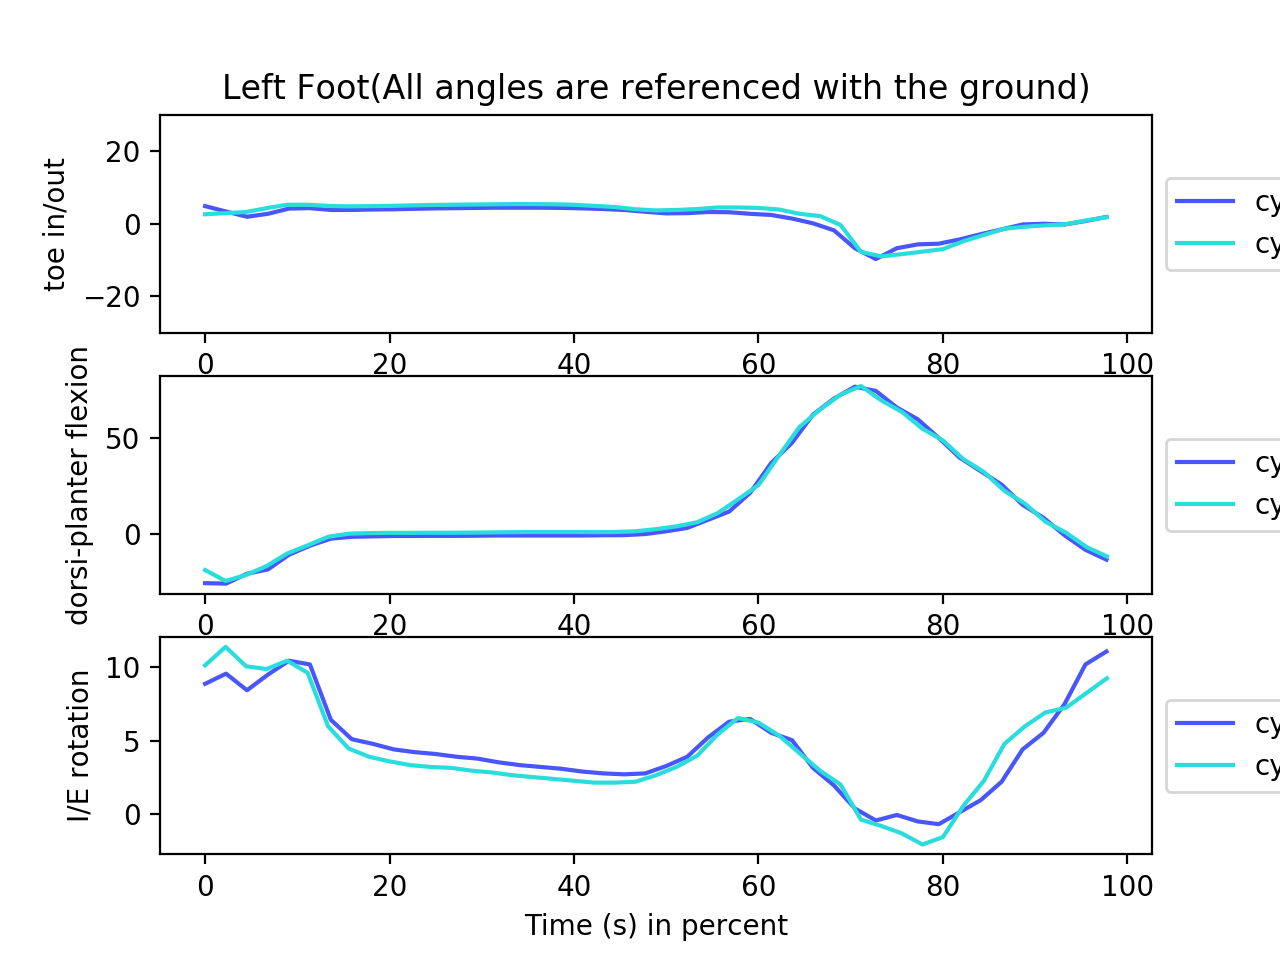 Left Foot(All angles are referenced with the ground)
toe in/out
20
0
−20
0 20 40 60 80 100
cy
cy
dorsi-planter flexion
50
0
0 20 40 60 80 100
cy
cy
I/E rotation
10
5
0
0 20 40 60 80 100
cy
cy
Time (s) in percent